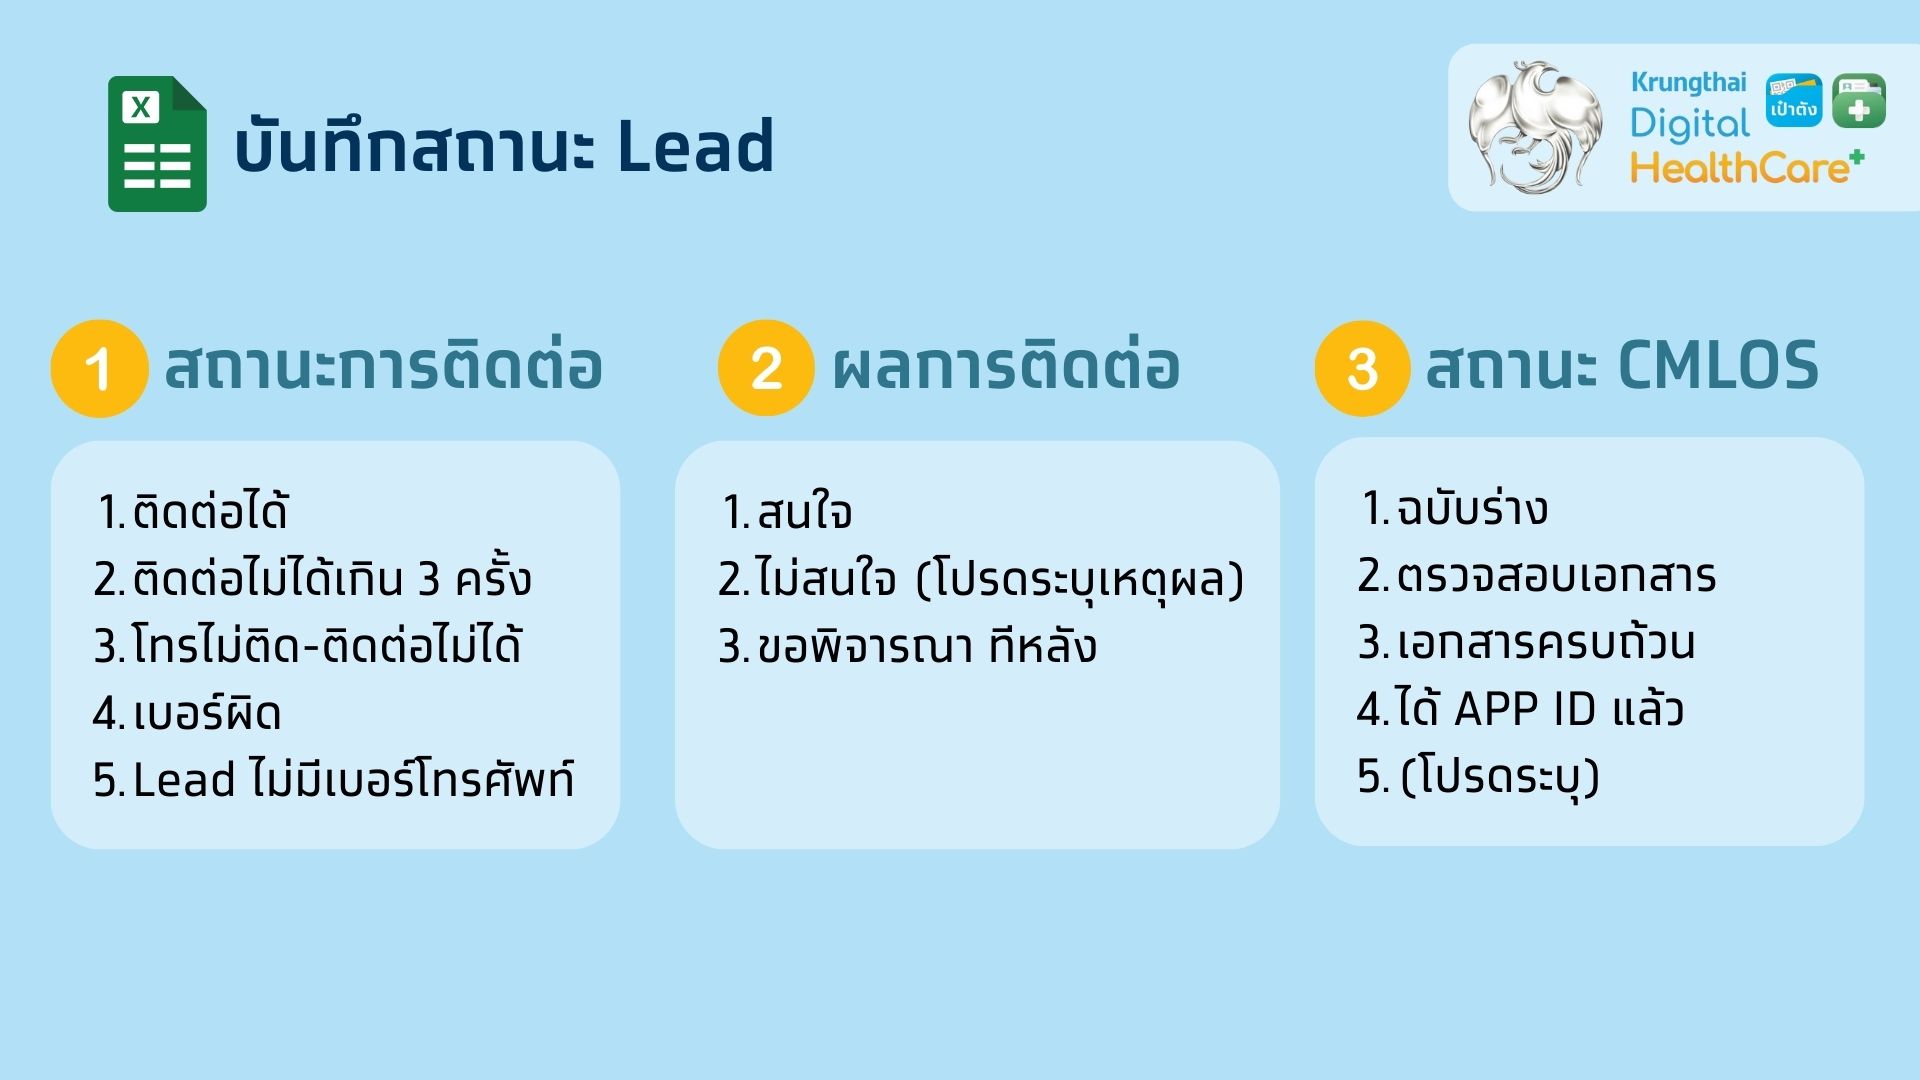 X
บันทึกสถานะ Lead
Krungthai
Digital
HealthCare+
เป๋าตัง
1 สถานะการติดต่อ
1. ติดต่อได้
2. ติดต่อไม่ได้เกิน 3 ครั้ง
3. โทรไม่ติด-ติดต่อไม่ได้
4. เบอร์ผิด
5. Lead ไม่มีเบอร์โทรศัพท์
2 ผลการติดต่อ
1. สนใจ
2. ไม่สนใจ (โปรดระบุเหตุผล)
3. ขอพิจารณา ทีหลัง
3 สถานะ CMLOS
1. ฉบับร่าง
2. ตรวจสอบเอกสาร
3. เอกสารครบถ้วน
4. ได้ APP ID แล้ว
5. (โปรดระบุ)